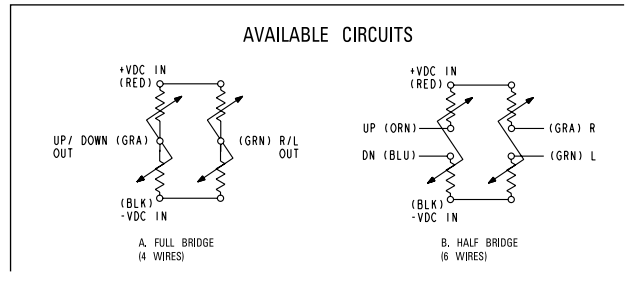 AVAILABLE CIRCUITS
+VDC IN
(RED)
UP/ DOWN (GRA)
OUT
(GRN) R/L
OUT
(BLK)
-VDC IN
A. FULL BRIDGE
(4 WIRES)
+VDC IN
(RED)
UP (ORN)
(GRA) R
DN (BLU)
(GRN) L
(BLK)
-VDC IN
B. HALF BRIDGE
(6 WIRES)